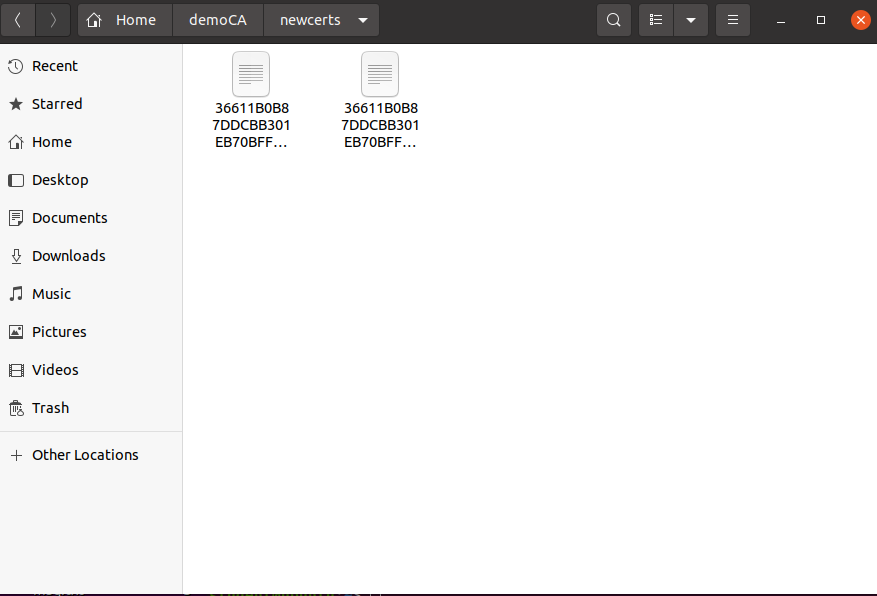 Home demoCA newcerts
Recent
Starred
Home
Desktop
Documents
Downloads
Music
Pictures
Videos
Trash
Other Locations
36611B0B8
7DDCBB301
EB70BFF…
36611B0B8
7DDCBB301
EB70BFF…